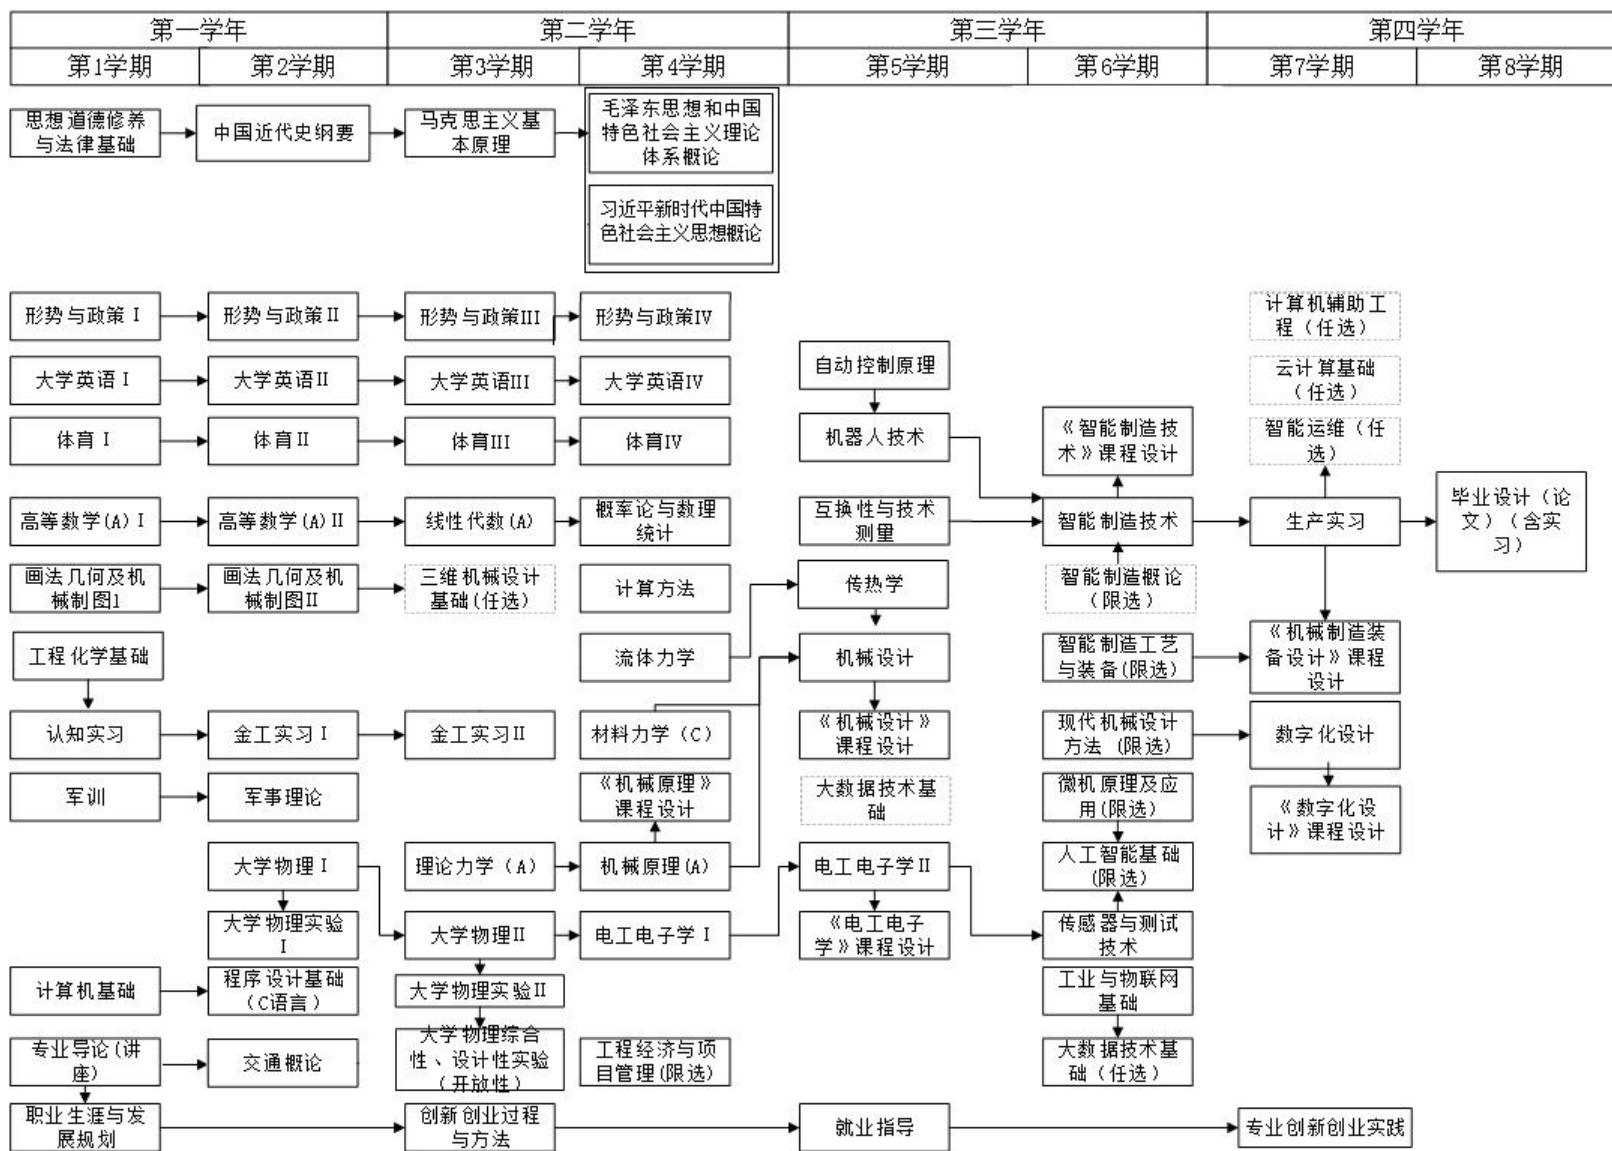 第一学年
第二学年
第三学年
第四学年
第1学期
第2学期
第3学期
第4学期
第5学期
第6学期
第7学期
第8学期
思想道德修养
与法律基础
中国近代史纲要
马克思主义基
本原理
毛泽东思想和中国
特色社会主义理论
体系概论
习近平新时代中国特
色社会主义思想概论
形势与政策Ⅰ
形势与政策Ⅱ
形势与政策III
形势与政策IV
计算机辅助工
程（任选）
大学英语Ⅰ
大学英语Ⅱ
大学英语III
大学英语IV
自动控制原理
云计算基础
（任选）
体育Ⅰ
体育Ⅱ
体育III
体育IV
机器人技术
《智能制造技
术》课程设计
智能运维（任
选）
高等数学(A)Ⅰ
高等数学(A)Ⅱ
线性代数(A)
概率论与数理
统计
互换性与技术
测量
智能制造技术
生产实习
毕业设计（论
文）（含实
习）
画法几何及机
械制图1
画法几何及机
械制图II
三维机械设计
基础(任选）
计算方法
传热学
智能制造概论
（限选）
工程化学基础
流体力学
机械设计
智能制造工艺
与装备(限选）
《机械制造装
备设计》课程
设计
认知实习
金工实习Ⅰ
金工实习Ⅱ
材料力学（C）
《机械设计》
课程设计
现代机械设计
方法（限选）
数字化设计
军训
军事理论
《机械原理》
课程设计
大数据技术基
础
微机原理及应
用(限选）
《数字化设
计》课程设计
大学物理Ⅰ
理论力学（A）
机械原理(A)
电工电子学Ⅱ
人工智能基础
(限选）
大学物理实验
I
大学物理Ⅱ
电工电子学Ⅰ
《电工电子
学》课程设计
传感器与测试
技术
计算机基础
程序设计基础
（C语言）
大学物理实验Ⅱ
工业与物联网
基础
专业导论(讲
座）
交通概论
大学物理综合
性、设计性实验
（开放性）
工程经济与项
目管理(限选）
大数据技术基
础（任选）
职业生涯与发
展规划
创新创业过程
与方法
就业指导
专业创新创业实践